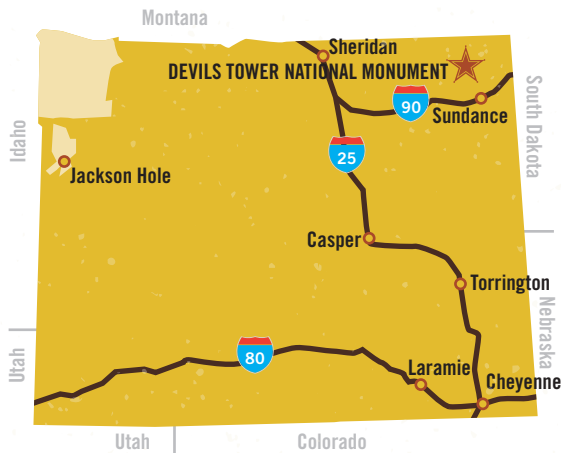 Montana
Sheridan
DEVILS TOWER NATIONAL MONUMENT
90
Sundance
South Dakota
Idaho
25
Jackson Hole
Casper
Torrington
Nebraska
80
Utah
Laramie
Cheyenne
Utah
Colorado